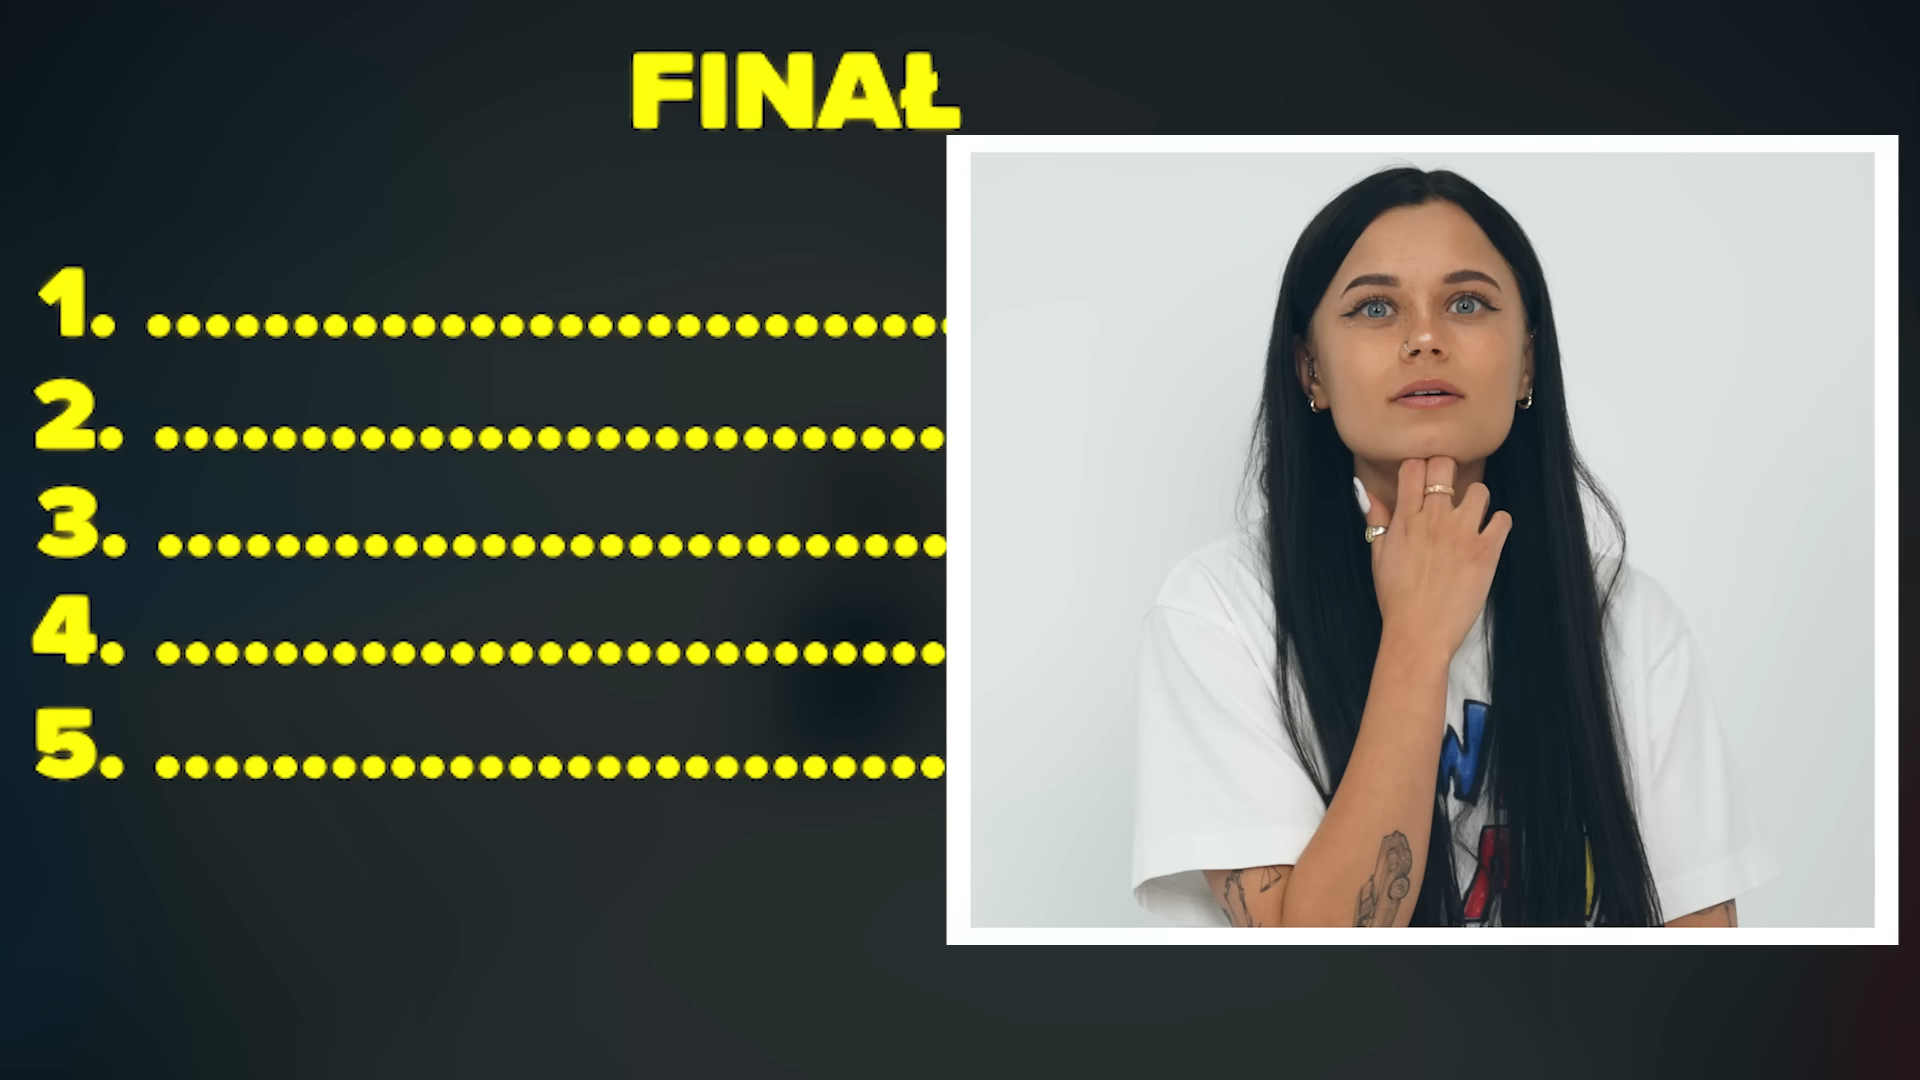 FINAŁ
1. ...........................
2. ...........................
3. ...........................
4. ...........................
5. ...........................
W